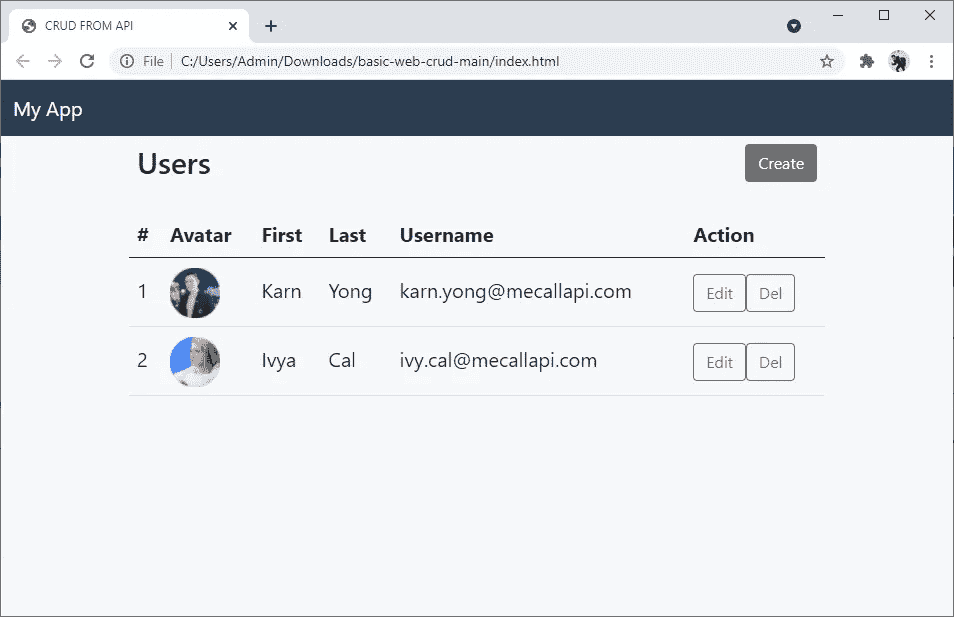 CRUD FROM API
File C:/Users/Admin/Downloads/basic-web-crud-main/index.html
My App
Users Create
# Avatar First Last Username Action
1 Karn Yong karn.yong@mecallapi.com Edit Del
2 Ivya Cal ivy.cal@mecallapi.com Edit Del